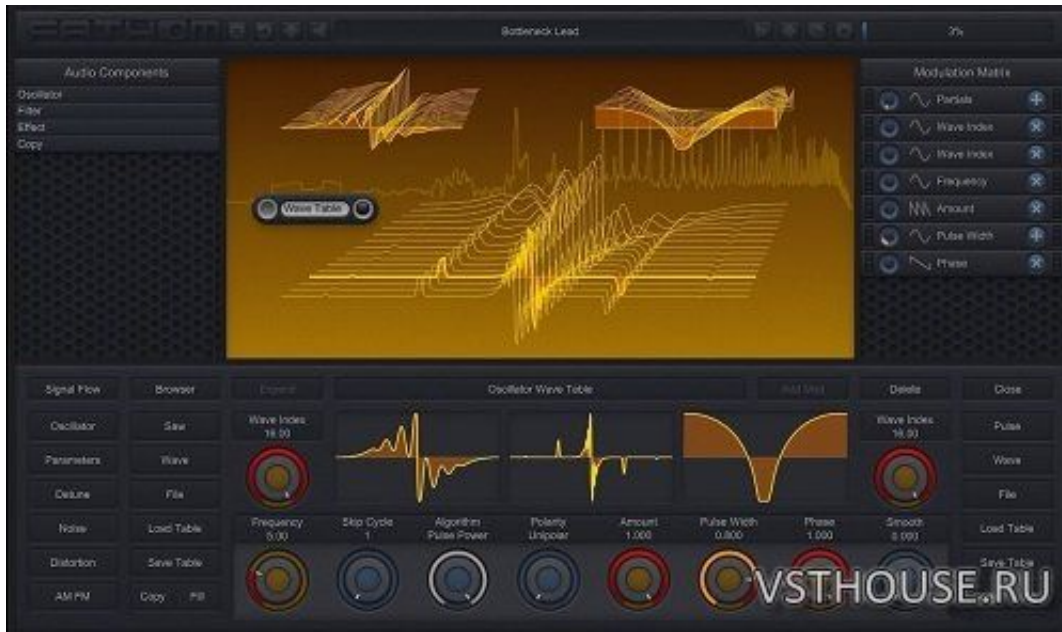 Bottleneck Lead
3%
Audio Components
Oscillator
Filter
Effect
Copy
Wave Table
Modulation Matrix
Partials
Wave Index
Wave Index
Frequency
Amount
Pulse Width
Phase
Signal Flow
Browser
Expand
Oscillator Wave Table
Add Mod
Delete
Close
Oscillator
Saw
Wave Index
16.00
Wave Index
16.00
Pulse
Parameters
Wave
Wave
Detune
File
File
Noise
Load Table
Frequency
5.00
Skip Cycle
1
Algorithm
Pulse Power
Polarity
Unipolar
Amount
1.000
Pulse Width
0.800
Phase
1.000
Smooth
0.000
Load Table
Distortion
Save Table
Save Table
AM FM
Copy
Fill
VSTHOUSE.RU